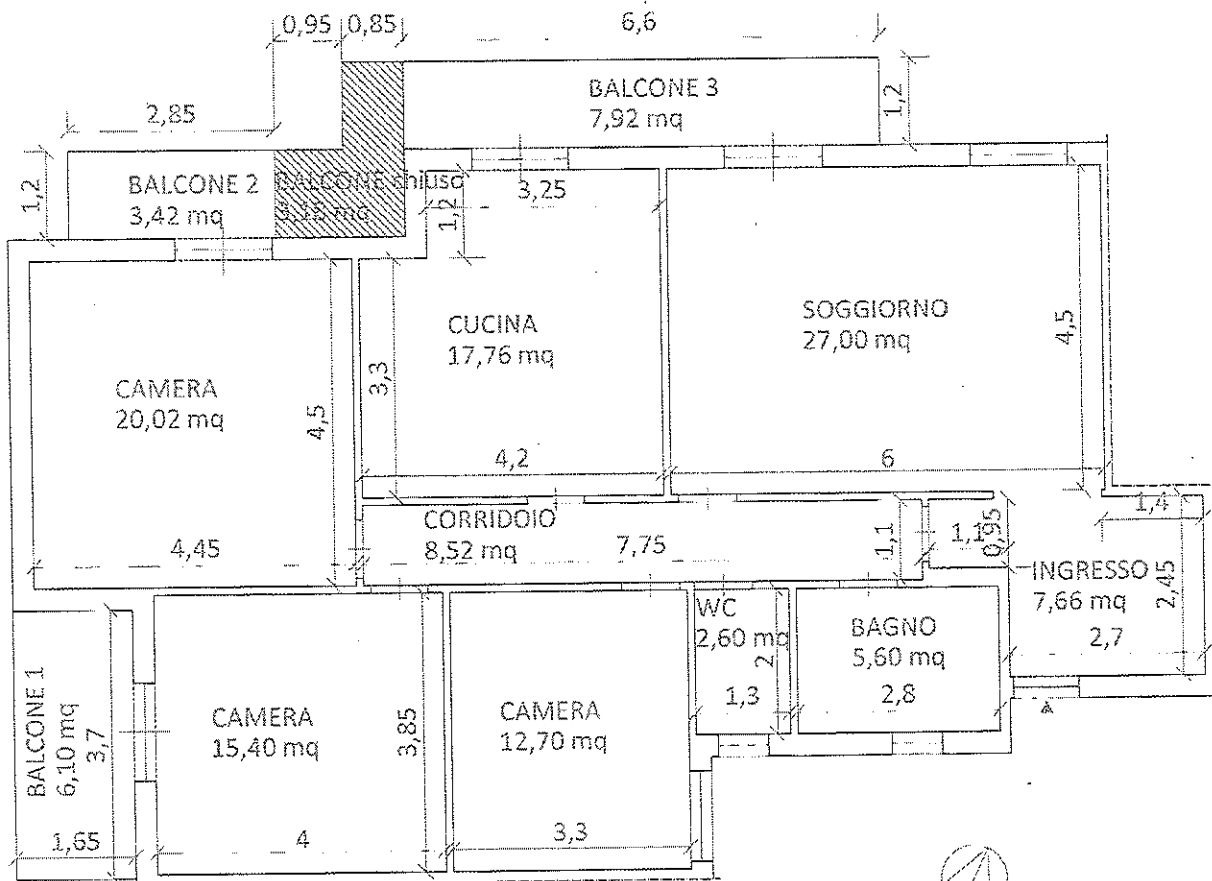 0,95
0,85
6,6
2,85
1,2
BALCONE 3
7,92 mq
1,2
BALCONE 2
3,42 mq
BALCONE chiuso
mq
1,2
3,25
CUCINA
17,76 mq
SOGGIORNO
27,00 mq
4,5
3,3
CAMERA
20,02 mq
4,5
4,2
6
CORRIDOIO
8,52 mq
7,75
1,1
1,1
0,95
1,4
4,45
INGRESSO
7,66 mq
2,45
2,7
WC
2,60 mq
2
1,3
BAGNO
5,60 mq
2,8
BALCONE 1
6,10 mq
3,7
1,65
CAMERA
15,40 mq
3,85
4
CAMERA
12,70 mq
3,3